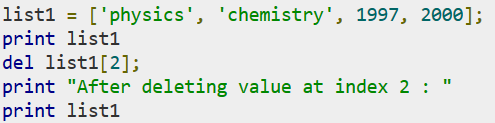 list1 = ['physics', 'chemistry', 1997, 2000];
print list1
del list1[2];
print "After deleting value at index 2 : "
print list1